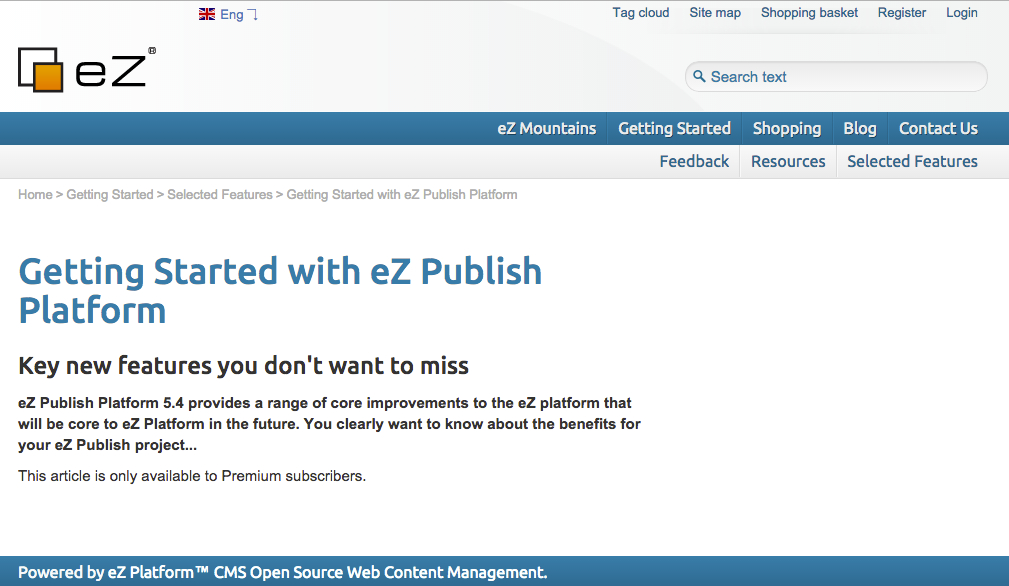 Eng
Tag cloud Site map Shopping basket Register Login
eZ®
Search text
eZ Mountains Getting Started Shopping Blog Contact Us
Feedback Resources Selected Features
Home > Getting Started > Selected Features > Getting Started with eZ Publish Platform
Getting Started with eZ Publish
Platform
Key new features you don't want to miss
eZ Publish Platform 5.4 provides a range of core improvements to the eZ platform that
will be core to eZ Platform in the future. You clearly want to know about the benefits for
your eZ Publish project...
This article is only available to Premium subscribers.
Powered by eZ Platform™ CMS Open Source Web Content Management.